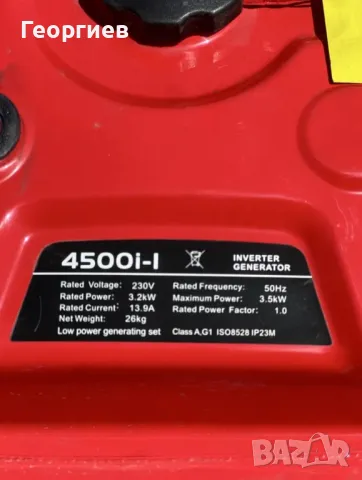 Георгиев
4500i-I INVERTER GENERATOR
Rated Voltage: 230V Rated Frequency: 50Hz
Rated Power: 3.2kW Maximum Power: 3.5kW
Rated Current: 13.9A Rated Power Factor: 1.0
Net Weight: 26kg
Low power generating set Class A,G1 ISO8528 IP23M
BAZAR.BG